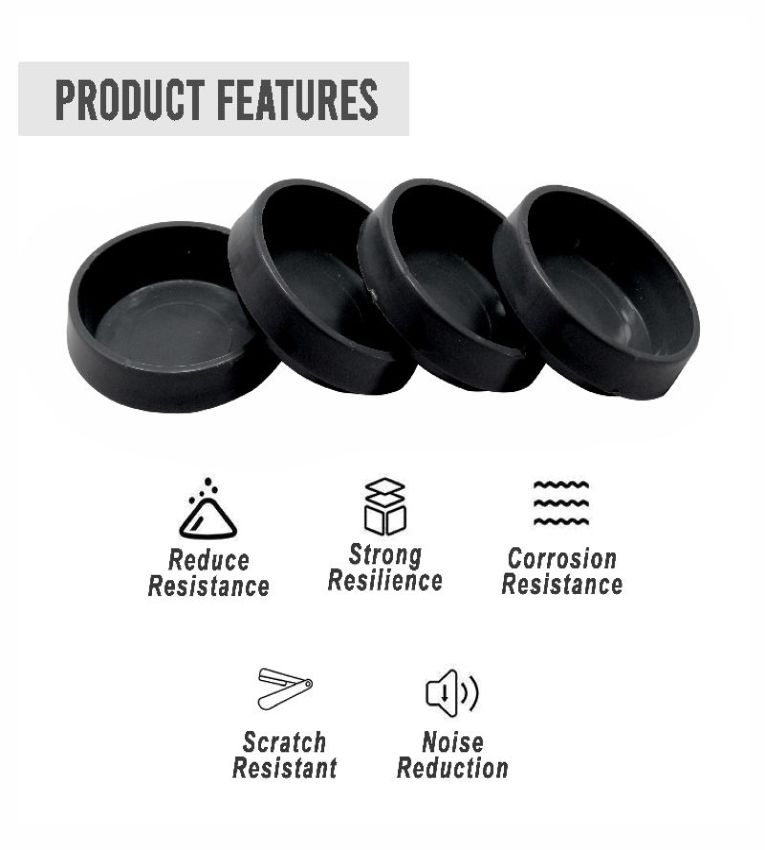 PRODUCT FEATURES
Reduce
Resistance
Strong
Resilience
Corrosion
Resistance
Scratch
Resistant
Noise
Reduction